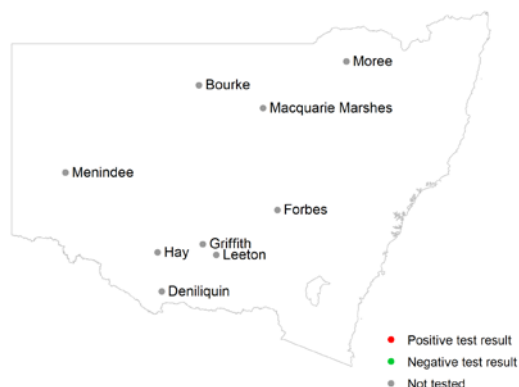 Moree
Bourke
Macquarie Marshes
Menindee
Forbes
Griffith
Hay
Leeton
Deniliquin
Positive test result
Negative test result
Not tested